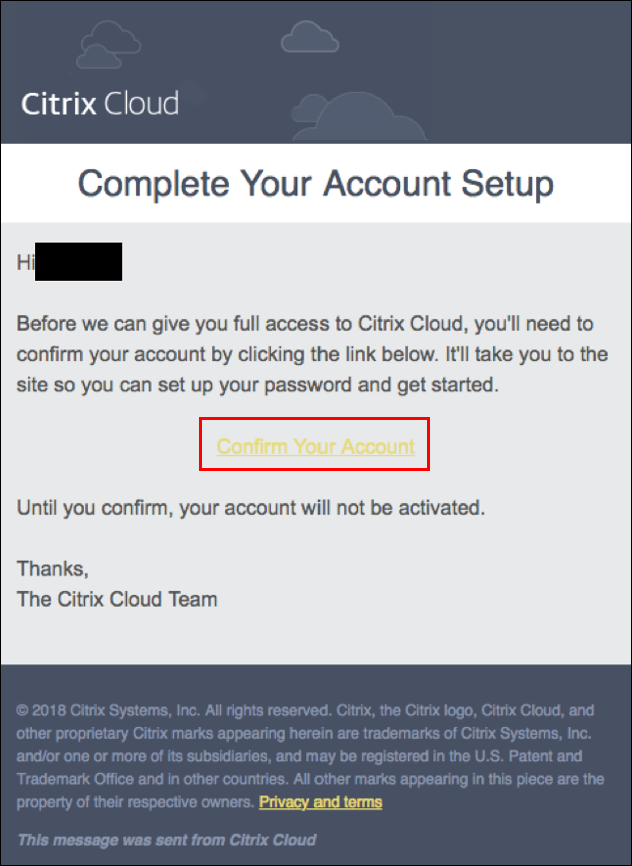 Citrix Cloud
Complete Your Account Setup
Hi
Before we can give you full access to Citrix Cloud, you'll need to
confirm your account by clicking the link below. It'll take you to the
site so you can set up your password and get started.
Confirm Your Account
Until you confirm, your account will not be activated.
Thanks,
The Citrix Cloud Team
© 2018 Citrix Systems, Inc. All rights reserved. Citrix, the Citrix logo, Citrix Cloud, and
other proprietary Citrix marks appearing herein are trademarks of Citrix Systems, Inc.
and/or one or more of its subsidiaries, and may be registered in the U.S. Patent and
Trademark Office and in other countries. All other marks appearing in this piece are the
property of their respective owners. Privacy and terms
This message was sent from Citrix Cloud